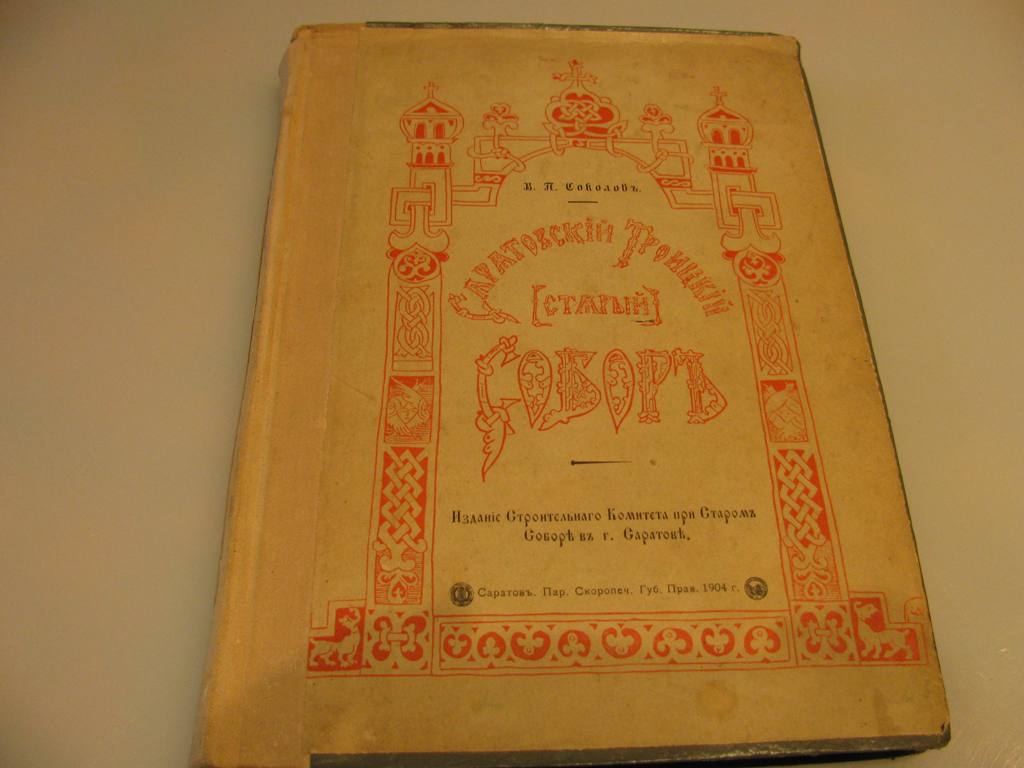 В. П. Соколовъ.
Саратовскій Троицкій
[старый]
Соборъ
Изданіе Строительнаго Комитета при Старомъ
Соборѣ въ г. Саратовѣ.
Саратовъ. Пар. Скоропеч. Губ. Прав. 1904 г.